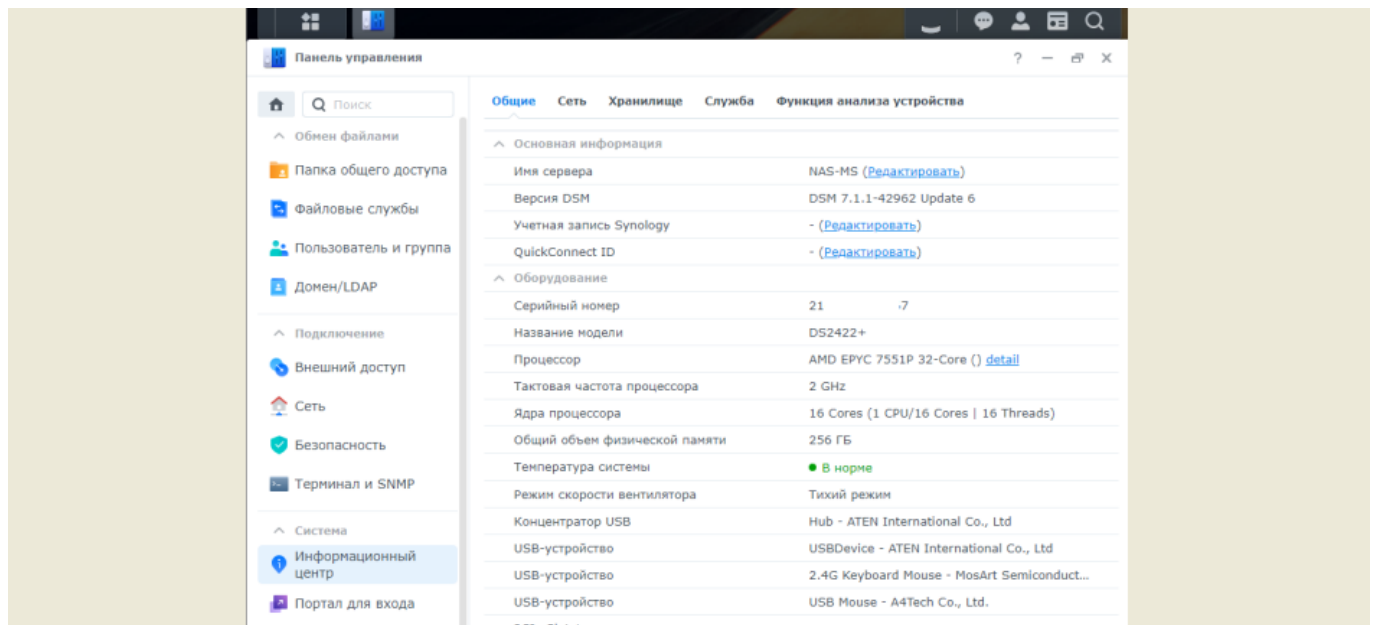 Панель управления
?
Поиск
Общие Сеть Хранилище Служба Функция анализа устройства
Обмен файлами
Папка общего доступа
Файловые службы
Пользователь и группа
Домен/LDAP
Подключение
Внешний доступ
Сеть
Безопасность
Терминал и SNMP
Система
Информационный
центр
Портал для входа
Основная информация
Имя сервера NAS-MS (Редактировать)
Версия DSM DSM 7.1.1-42962 Update 6
Учетная запись Synology - (Редактировать)
QuickConnect ID - (Редактировать)
Оборудование
Серийный номер 21 7
Название модели DS2422+
Процессор AMD EPYC 7551P 32-Core () detail
Тактовая частота процессора 2 GHz
Ядра процессора 16 Cores (1 CPU/16 Cores | 16 Threads)
Общий объем физической памяти 256 ГБ
Температура системы В норме
Режим скорости вентилятора Тихий режим
Концентратор USB Hub - ATEN International Co., Ltd
USB-устройство USBDevice - ATEN International Co., Ltd
USB-устройство 2.4G Keyboard Mouse - MosArt Semiconduct...
USB-устройство USB Mouse - A4Tech Co., Ltd.